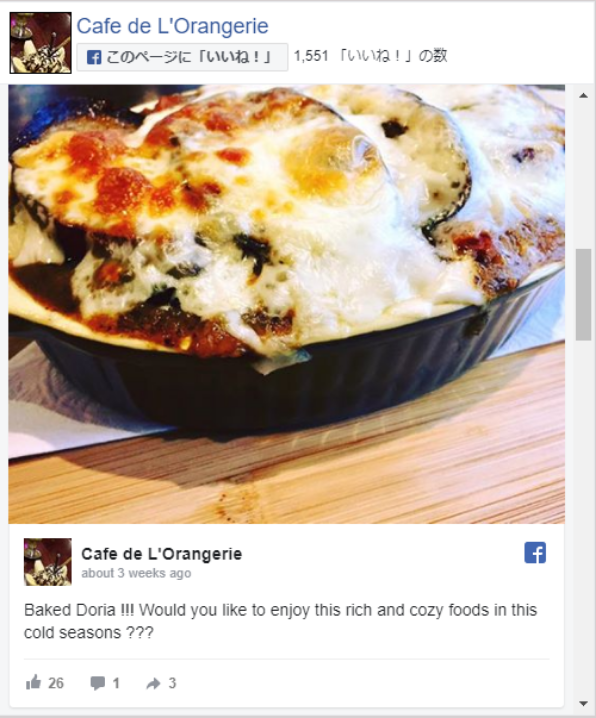 Cafe de L'Orangerie
このページに「いいね！」 1,551 「いいね！」の数
Cafe de L'Orangerie
about 3 weeks ago
Baked Doria !!! Would you like to enjoy this rich and cozy foods in this
cold seasons ???
26 1 3